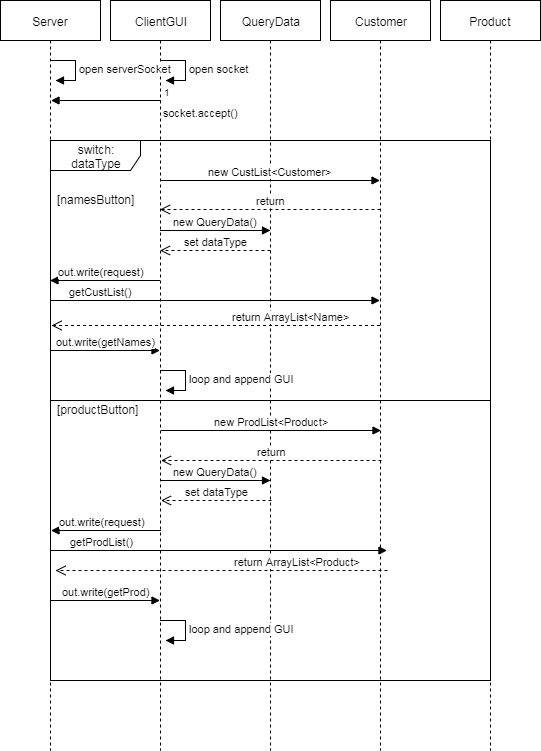 Server
ClientGUI
QueryData
Customer
Product
open serverSocket
open socket
1
socket.accept()
switch:
dataType
new CustList<Customer>
[namesButton]
return
new QueryData()
set dataType
out.write(request)
getCustList()
return ArrayList<Name>
out.write(getNames)
loop and append GUI
[productButton]
new ProdList<Product>
return
new QueryData()
set dataType
out.write(request)
getProdList()
return ArrayList<Product>
out.write(getProd)
loop and append GUI